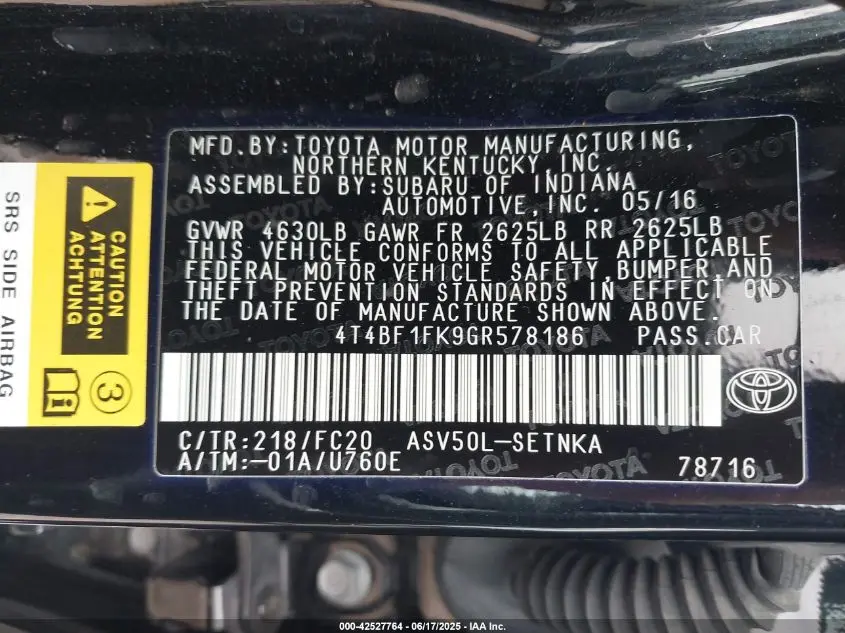 MFD. BY: TOYOTA MOTOR MANUFACTURING,
NORTHERN KENTUCKY, INC.
ASSEMBLED BY: SUBARU OF INDIANA
AUTOMOTIVE, INC. 05/16
GVWR 4630LB GAWR FR 2625LB RR 2625LB
THIS VEHICLE CONFORMS TO ALL APPLICABLE
FEDERAL MOTOR VEHICLE SAFETY, BUMPER, AND
THEFT PREVENTION STANDARDS IN EFFECT ON
THE DATE OF MANUFACTURE SHOWN ABOVE.
4T4BF1FK9GR578186 PASS. CAR
C/TR: 218/FC20 ASV50L-SETNKA
A/TM: -01A/U760E 78716
CAUTION
ATTENTION
ACHTUNG
3
SRS SIDE AIRBAG
000-42527764 - 06/17/2025 - IAA Inc.